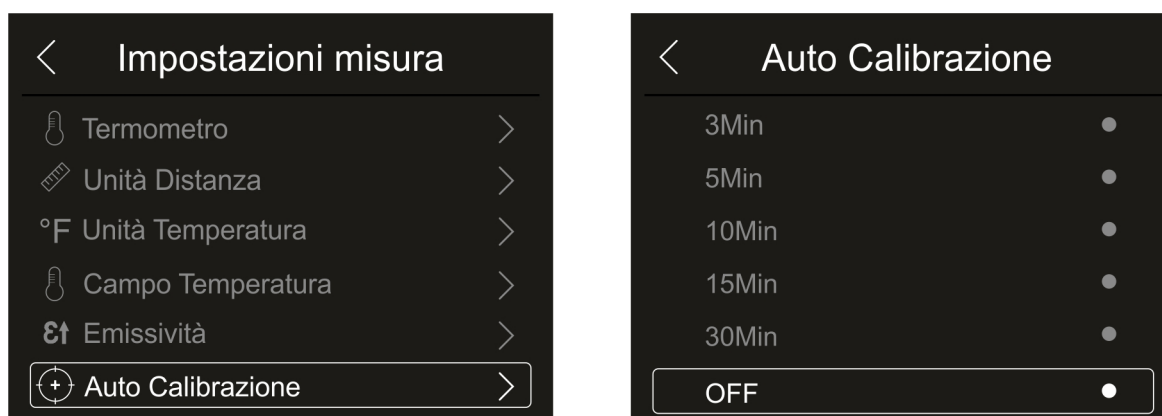 Impostazioni misura
Termometro
Unità Distanza
°F Unità Temperatura
Campo Temperatura
Ɛ↑ Emissività
Auto Calibrazione
Auto Calibrazione
3Min
5Min
10Min
15Min
30Min
OFF